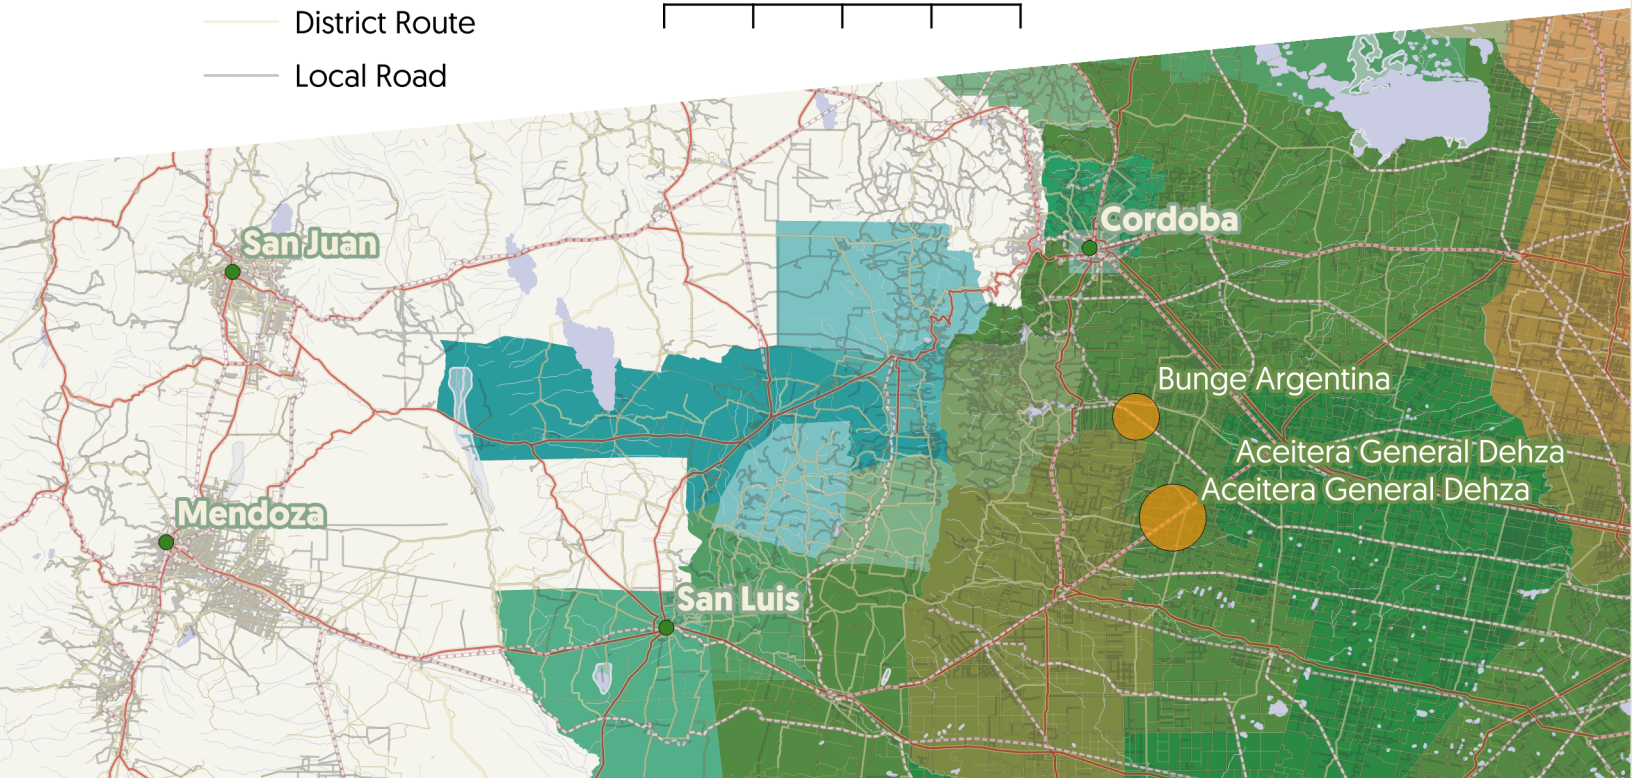 District Route
Local Road
San Juan
Cordoba
Bunge Argentina
Aceitera General Dehza
Aceitera General Dehza
Mendoza
San Luis